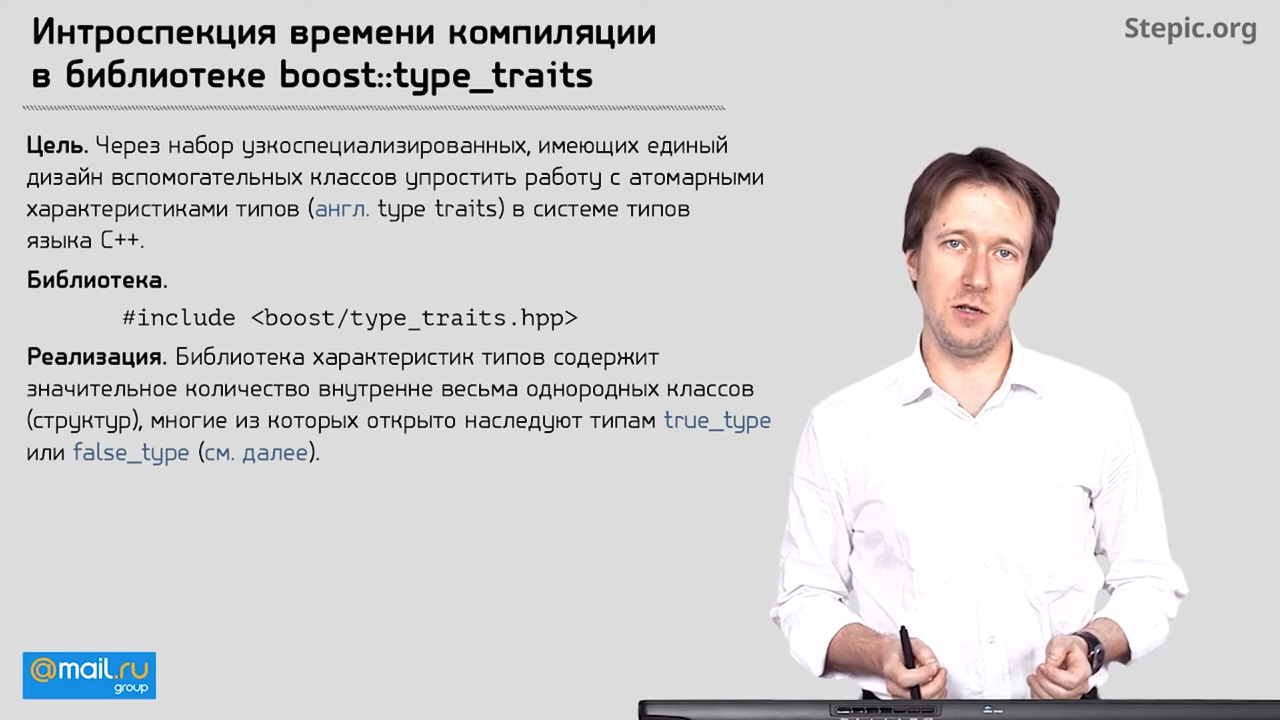 Интроспекция времени компиляции
в библиотеке boost::type_traits
Stepic.org
Цель. Через набор узкоспециализированных, имеющих единый
дизайн вспомогательных классов упростить работу с атомарными
характеристиками типов (англ. type traits) в системе типов
языка C++.
Библиотека.
#include <boost/type_traits.hpp>
Реализация. Библиотека характеристик типов содержит
значительное количество внутренне весьма однородных классов
(структур), многие из которых открыто наследуют типам true_type
или false_type (см. далее).
@mail.ru
group